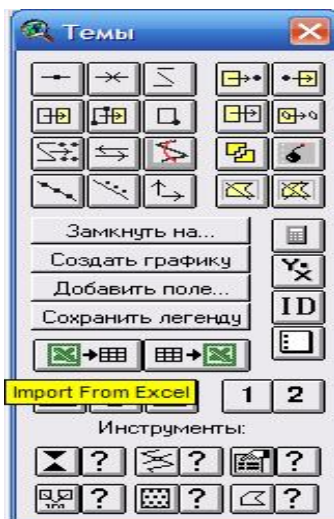 Темы
Замкнуть на...
Создать графику
Добавить поле...
Сохранить легенду
Y X
ID
Import From Excel
1 2
Инструменты:
? ? ?
? ? ?